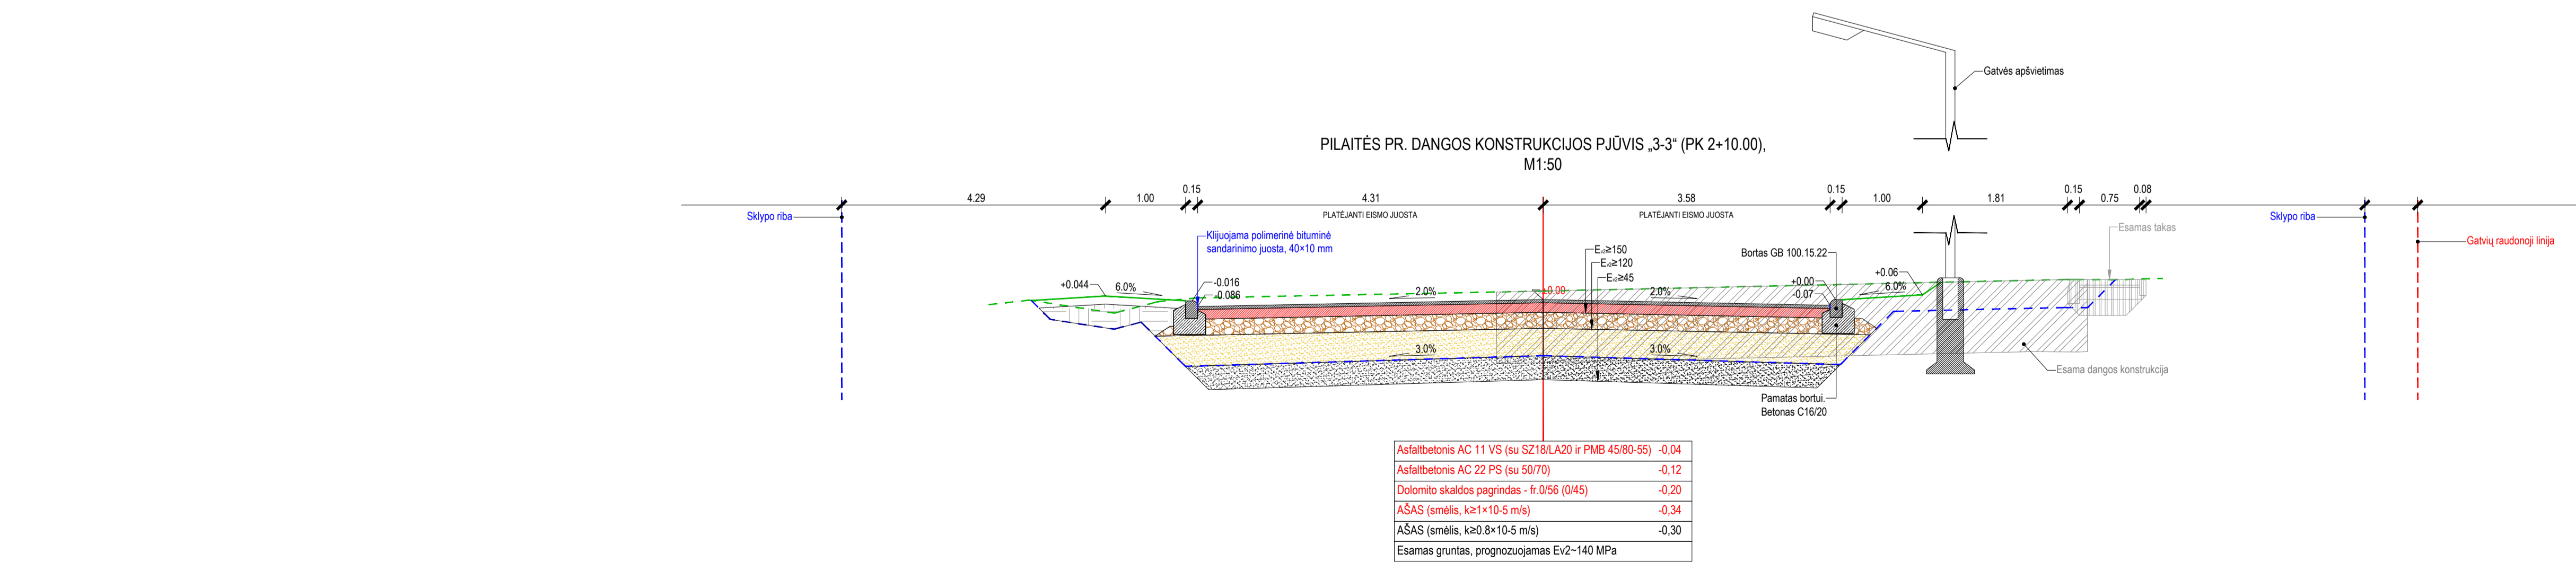 Gatvės apšvietimas
PILAITĖS PR. DANGOS KONSTRUKCIJOS PJŪVIS „3-3“ (PK 2+10.00),
M1:50
4.29
1.00
0.15
4.31
3.58
0.15
1.00
1.81
0.15
0.75
0.08
PLATĖJANTI EISMO JUOSTA
PLATĖJANTI EISMO JUOSTA
Sklypo riba
Sklypo riba
Esamas takas
Gatvių raudonoji linija
Klijuojama polimerinė bituminė
sandarinimo juosta, 40×10 mm
Ev2≥150
Ev2≥120
Ev2≥45
Bortas GB 100.15.22
+0.044
6.0%
-0.016
-0.086
2.0%
±0.00
2.0%
+0.00
-0.07
+0.06
6.0%
3.0%
3.0%
Esama dangos konstrukcija
Pamatas bortui.
Betonas C16/20
Asfaltbetonis AC 11 VS (su SZ18/LA20 ir PMB 45/80-55) -0,04
Asfaltbetonis AC 22 PS (su 50/70) -0,12
Dolomito skaldos pagrindas - fr.0/56 (0/45) -0,20
AŠAS (smėlis, k≥1×10-5 m/s) -0,34
AŠAS (smėlis, k≥0.8×10-5 m/s) -0,30
Esamas gruntas, prognozuojamas Ev2~140 MPa